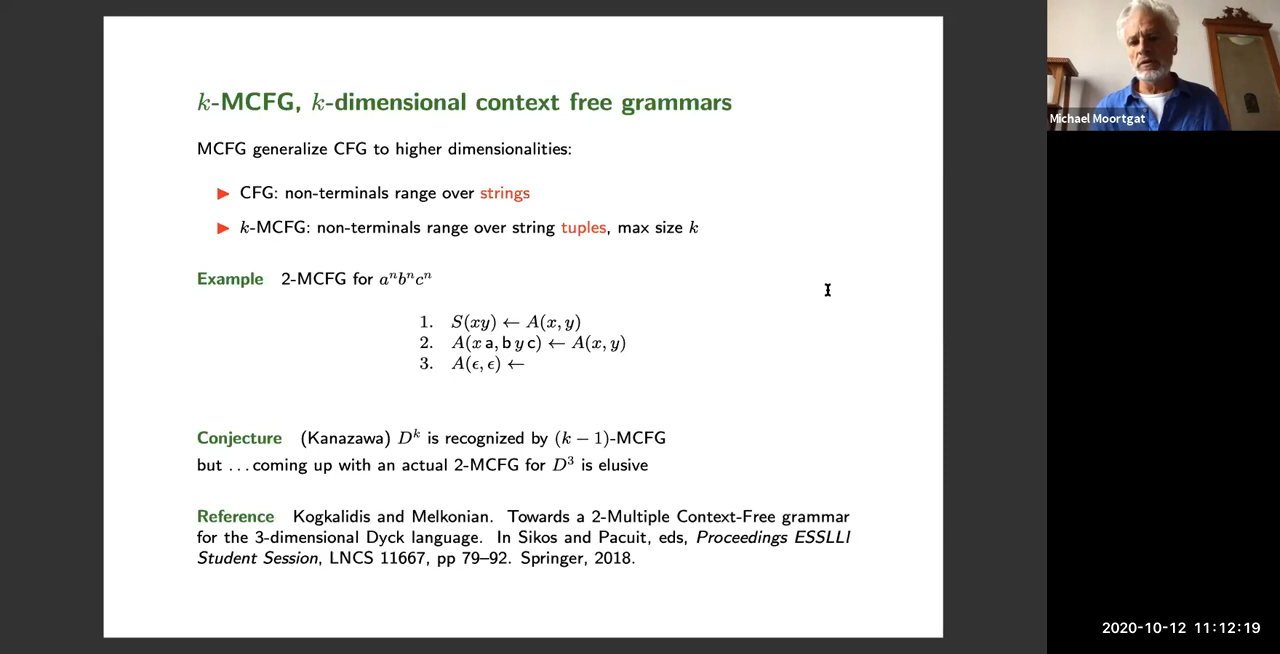 k-MCFG, k-dimensional context free grammars
MCFG generalize CFG to higher dimensionalities:
▶ CFG: non-terminals range over strings
▶ k-MCFG: non-terminals range over string tuples, max size k
Example 2-MCFG for aⁿbⁿcⁿ
1. S(xy) ← A(x, y)
2. A(x a, b y c) ← A(x, y)
3. A(ϵ, ϵ) ←
Conjecture (Kanazawa) Dᵏ is recognized by (k − 1)-MCFG
but ... coming up with an actual 2-MCFG for D³ is elusive
Reference Kogkalidis and Melkonian. Towards a 2-Multiple Context-Free grammar
for the 3-dimensional Dyck language. In Sikos and Pacuit, eds, Proceedings ESSLLI
Student Session, LNCS 11667, pp 79–92. Springer, 2018.
Michael Moortgat
2020-10-12 11:12:19